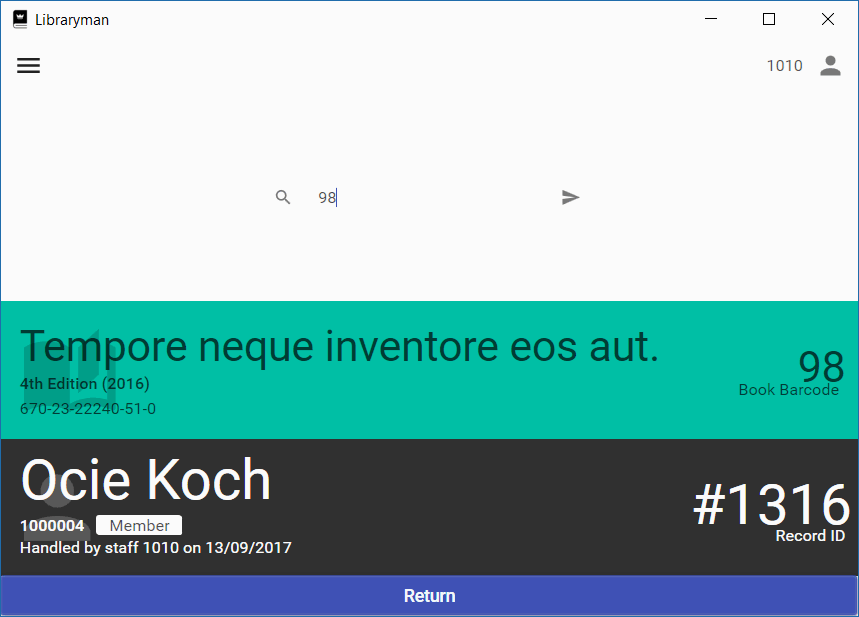 Libraryman
1010
98
Tempore neque inventore eos aut.
4th Edition (2016)
670-23-22240-51-0
98
Book Barcode
Ocie Koch
1000004 Member
Handled by staff 1010 on 13/09/2017
#1316
Record ID
Return